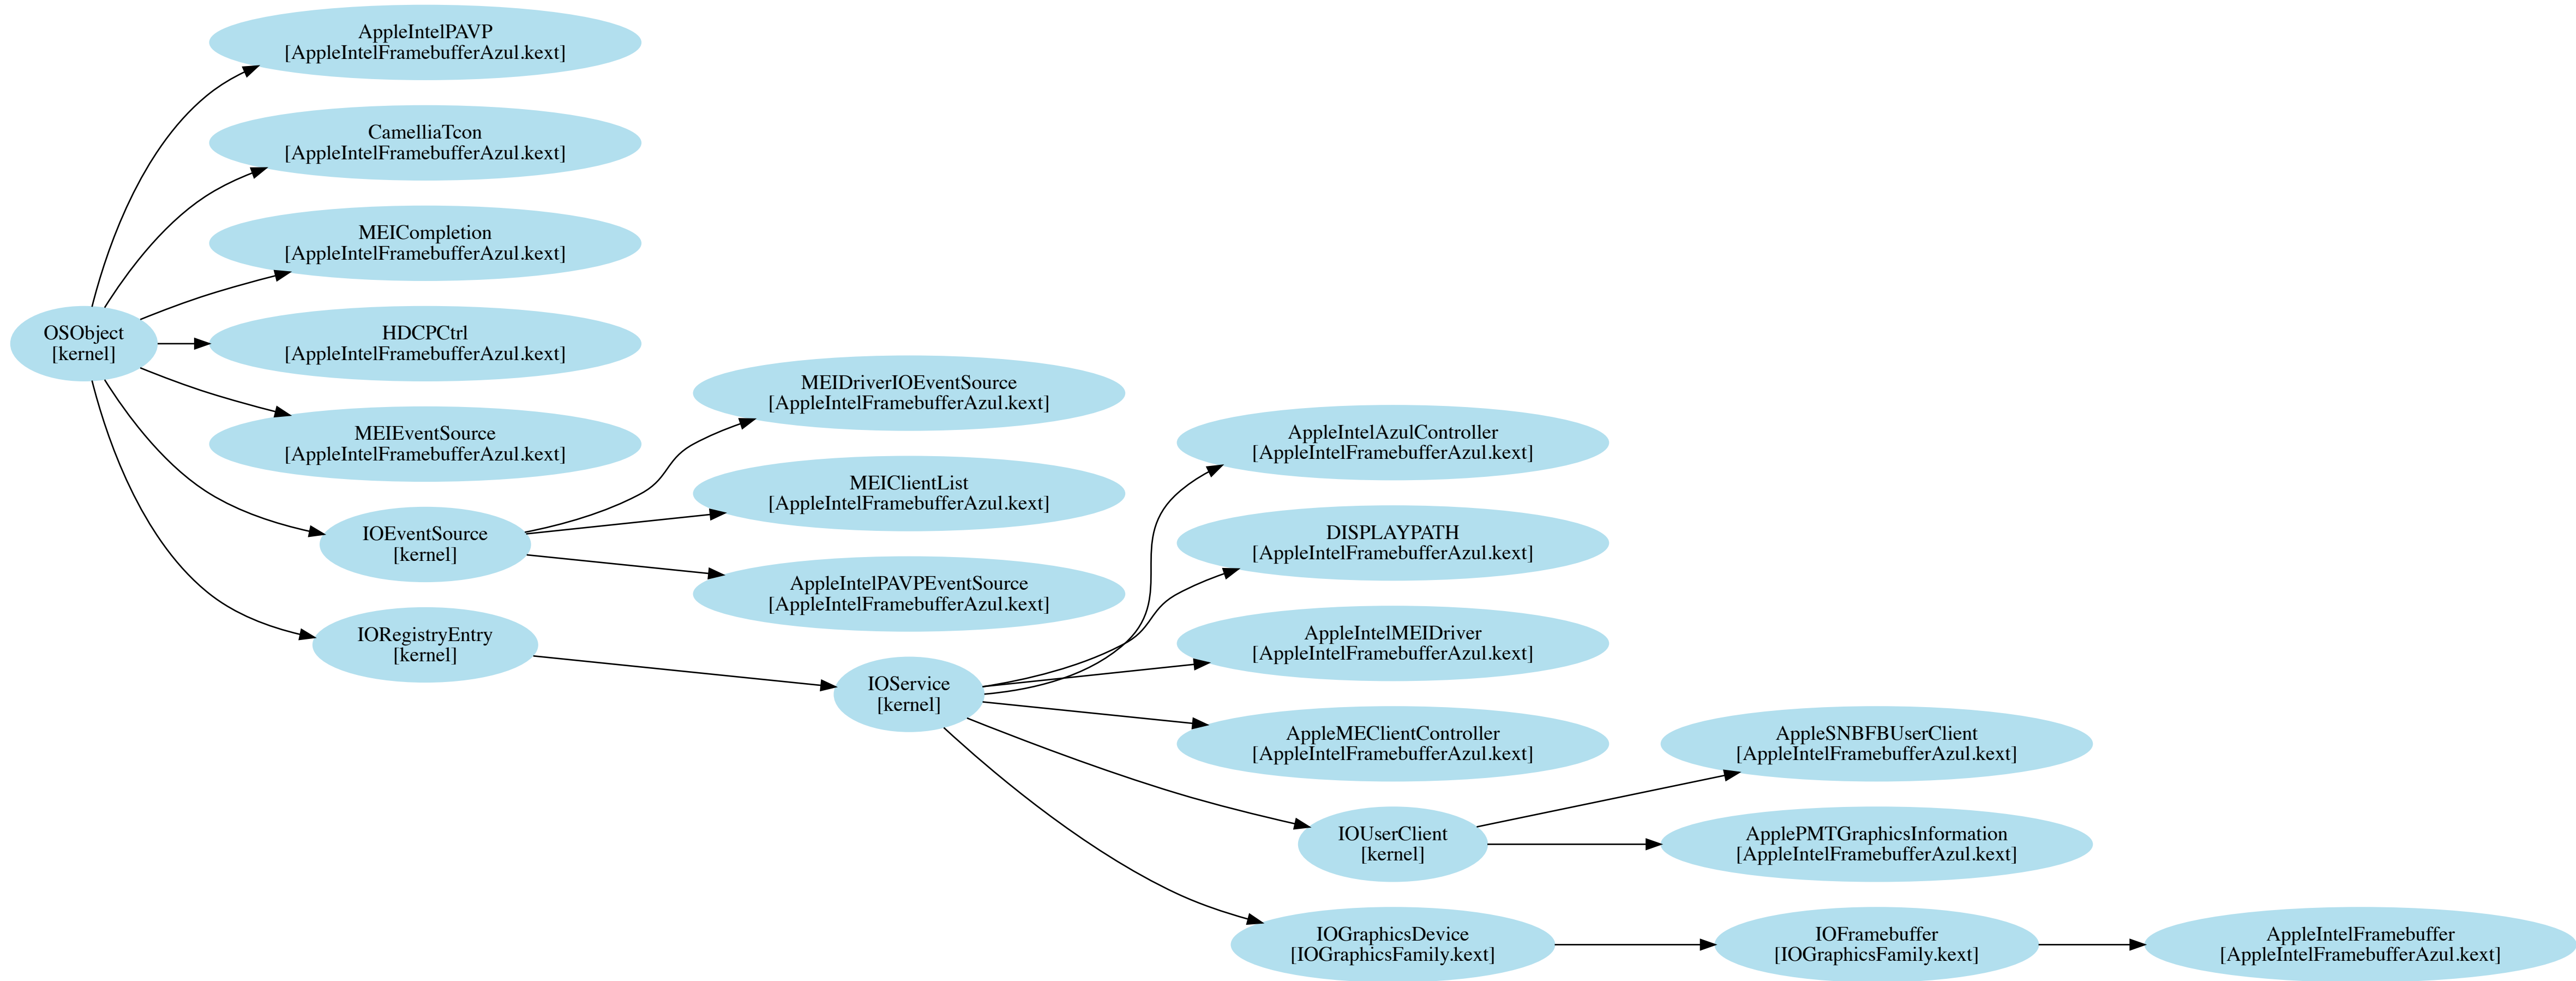 AppleIntelPAVP
[AppleIntelFramebufferAzul.kext]
CamelliaTcon
[AppleIntelFramebufferAzul.kext]
MEICompletion
[AppleIntelFramebufferAzul.kext]
OSObject
[kernel]
HDCPCtrl
[AppleIntelFramebufferAzul.kext]
MEIEventSource
[AppleIntelFramebufferAzul.kext]
IOEventSource
[kernel]
IORegistryEntry
[kernel]
MEIDriverIOEventSource
[AppleIntelFramebufferAzul.kext]
MEIClientList
[AppleIntelFramebufferAzul.kext]
AppleIntelPAVPEventSource
[AppleIntelFramebufferAzul.kext]
IOService
[kernel]
AppleIntelAzulController
[AppleIntelFramebufferAzul.kext]
DISPLAYPATH
[AppleIntelFramebufferAzul.kext]
AppleIntelMEIDriver
[AppleIntelFramebufferAzul.kext]
AppleMEClientController
[AppleIntelFramebufferAzul.kext]
IOUserClient
[kernel]
IOGraphicsDevice
[IOGraphicsFamily.kext]
AppleSNBFBUserClient
[AppleIntelFramebufferAzul.kext]
ApplePMTGraphicsInformation
[AppleIntelFramebufferAzul.kext]
IOFramebuffer
[IOGraphicsFamily.kext]
AppleIntelFramebuffer
[AppleIntelFramebufferAzul.kext]